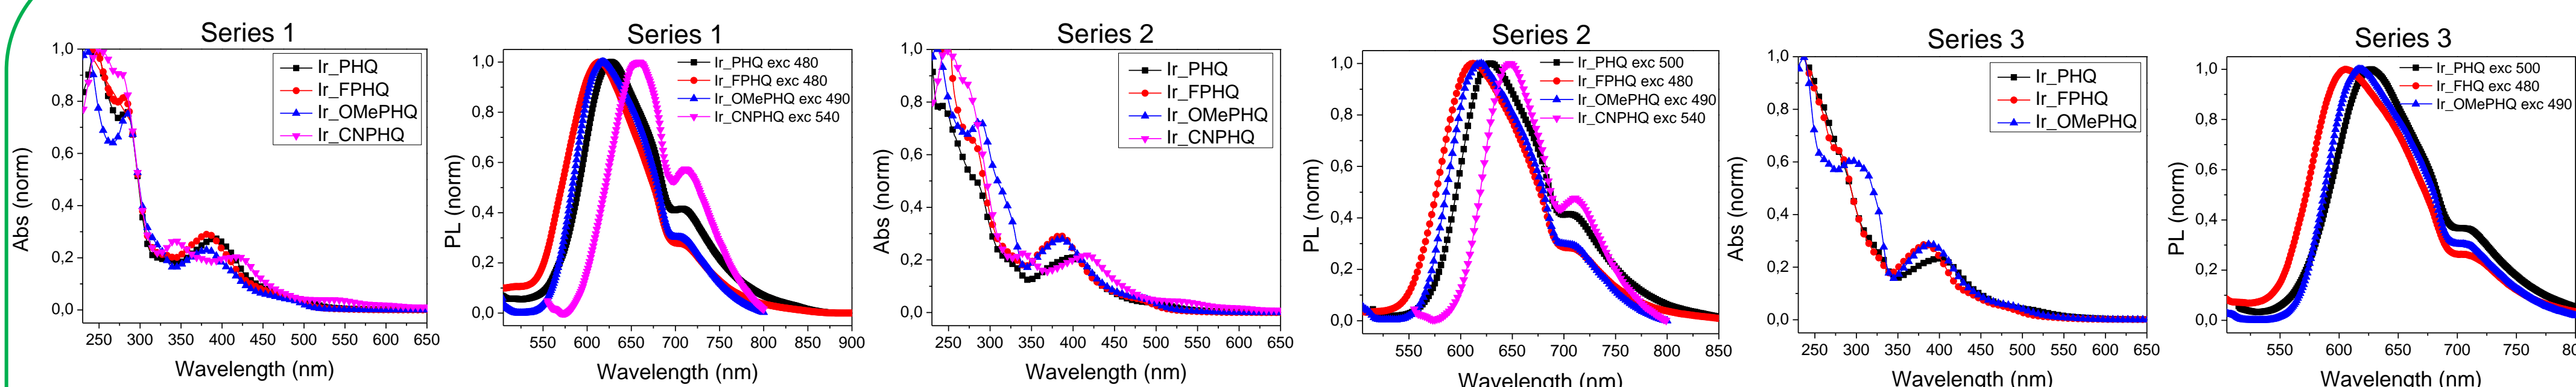 Series 1
1,0
0,8
0,6
0,4
0,2
0,0
Abs (norm)
Ir_PHQ
Ir_FPHQ
Ir_OMePHQ
Ir_CNPHQ
250 300 350 400 450 500 550 600 650
Wavelength (nm)
Series 1
1,0
0,8
0,6
0,4
0,2
0,0
PL (norm)
Ir_PHQ exc 480
Ir_FPHQ exc 480
Ir_OMePHQ exc 490
Ir_CNPHQ exc 540
550 600 650 700 750 800 850 900
Wavelength (nm)
Series 2
1,0
0,8
0,6
0,4
0,2
0,0
Abs (norm)
Ir_PHQ
Ir_FPHQ
Ir_OMePHQ
Ir_CNPHQ
250 300 350 400 450 500 550 600 650
Wavelength (nm)
Series 2
1,0
0,8
0,6
0,4
0,2
0,0
PL (norm)
Ir_PHQ exc 500
Ir_FPHQ exc 480
Ir_OMePHQ exc 490
Ir_CNPHQ exc 540
550 600 650 700 750 800 850
Wavelength (nm)
Series 3
1,0
0,8
0,6
0,4
0,2
0,0
Abs (norm)
Ir_PHQ
Ir_FPHQ
Ir_OMePHQ
250 300 350 400 450 500 550 600 650
Wavelength (nm)
Series 3
1,0
0,8
0,6
0,4
0,2
0,0
PL (norm)
Ir_PHQ exc 500
Ir_FHQ exc 480
Ir_OMePHQ exc 490
550 600 650 700 750
Wavelength (nm)